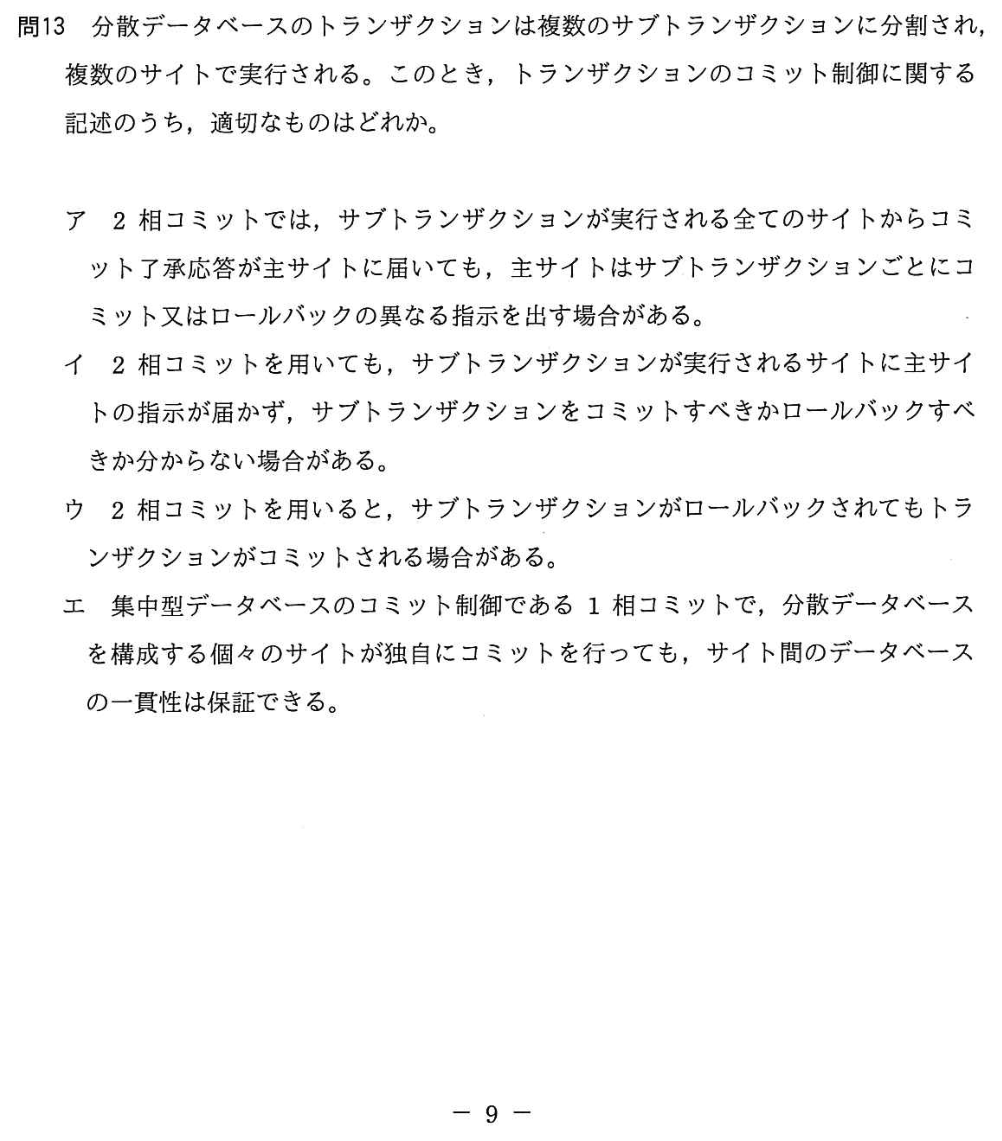 問13　分散データベースのトランザクションは複数のサブトランザクションに分割され，
複数のサイトで実行される。このとき，トランザクションのコミット制御に関する
記述のうち，適切なものはどれか。
ア　2 相コミットでは，サブトランザクションが実行される全てのサイトからコミ
ット了承応答が主サイトに届いても，主サイトはサブトランザクションごとにコ
ミット又はロールバックの異なる指示を出す場合がある。
イ　2 相コミットを用いても，サブトランザクションが実行されるサイトに主サイ
トの指示が届かず，サブトランザクションをコミットすべきかロールバックすべ
きか分からない場合がある。
ウ　2 相コミットを用いると，サブトランザクションがロールバックされてもトラ
ンザクションがコミットされる場合がある。
エ　集中型データベースのコミット制御である 1 相コミットで，分散データベース
を構成する個々のサイトが独自にコミットを行っても，サイト間のデータベース
の一貫性は保証できる。
－ 9 －